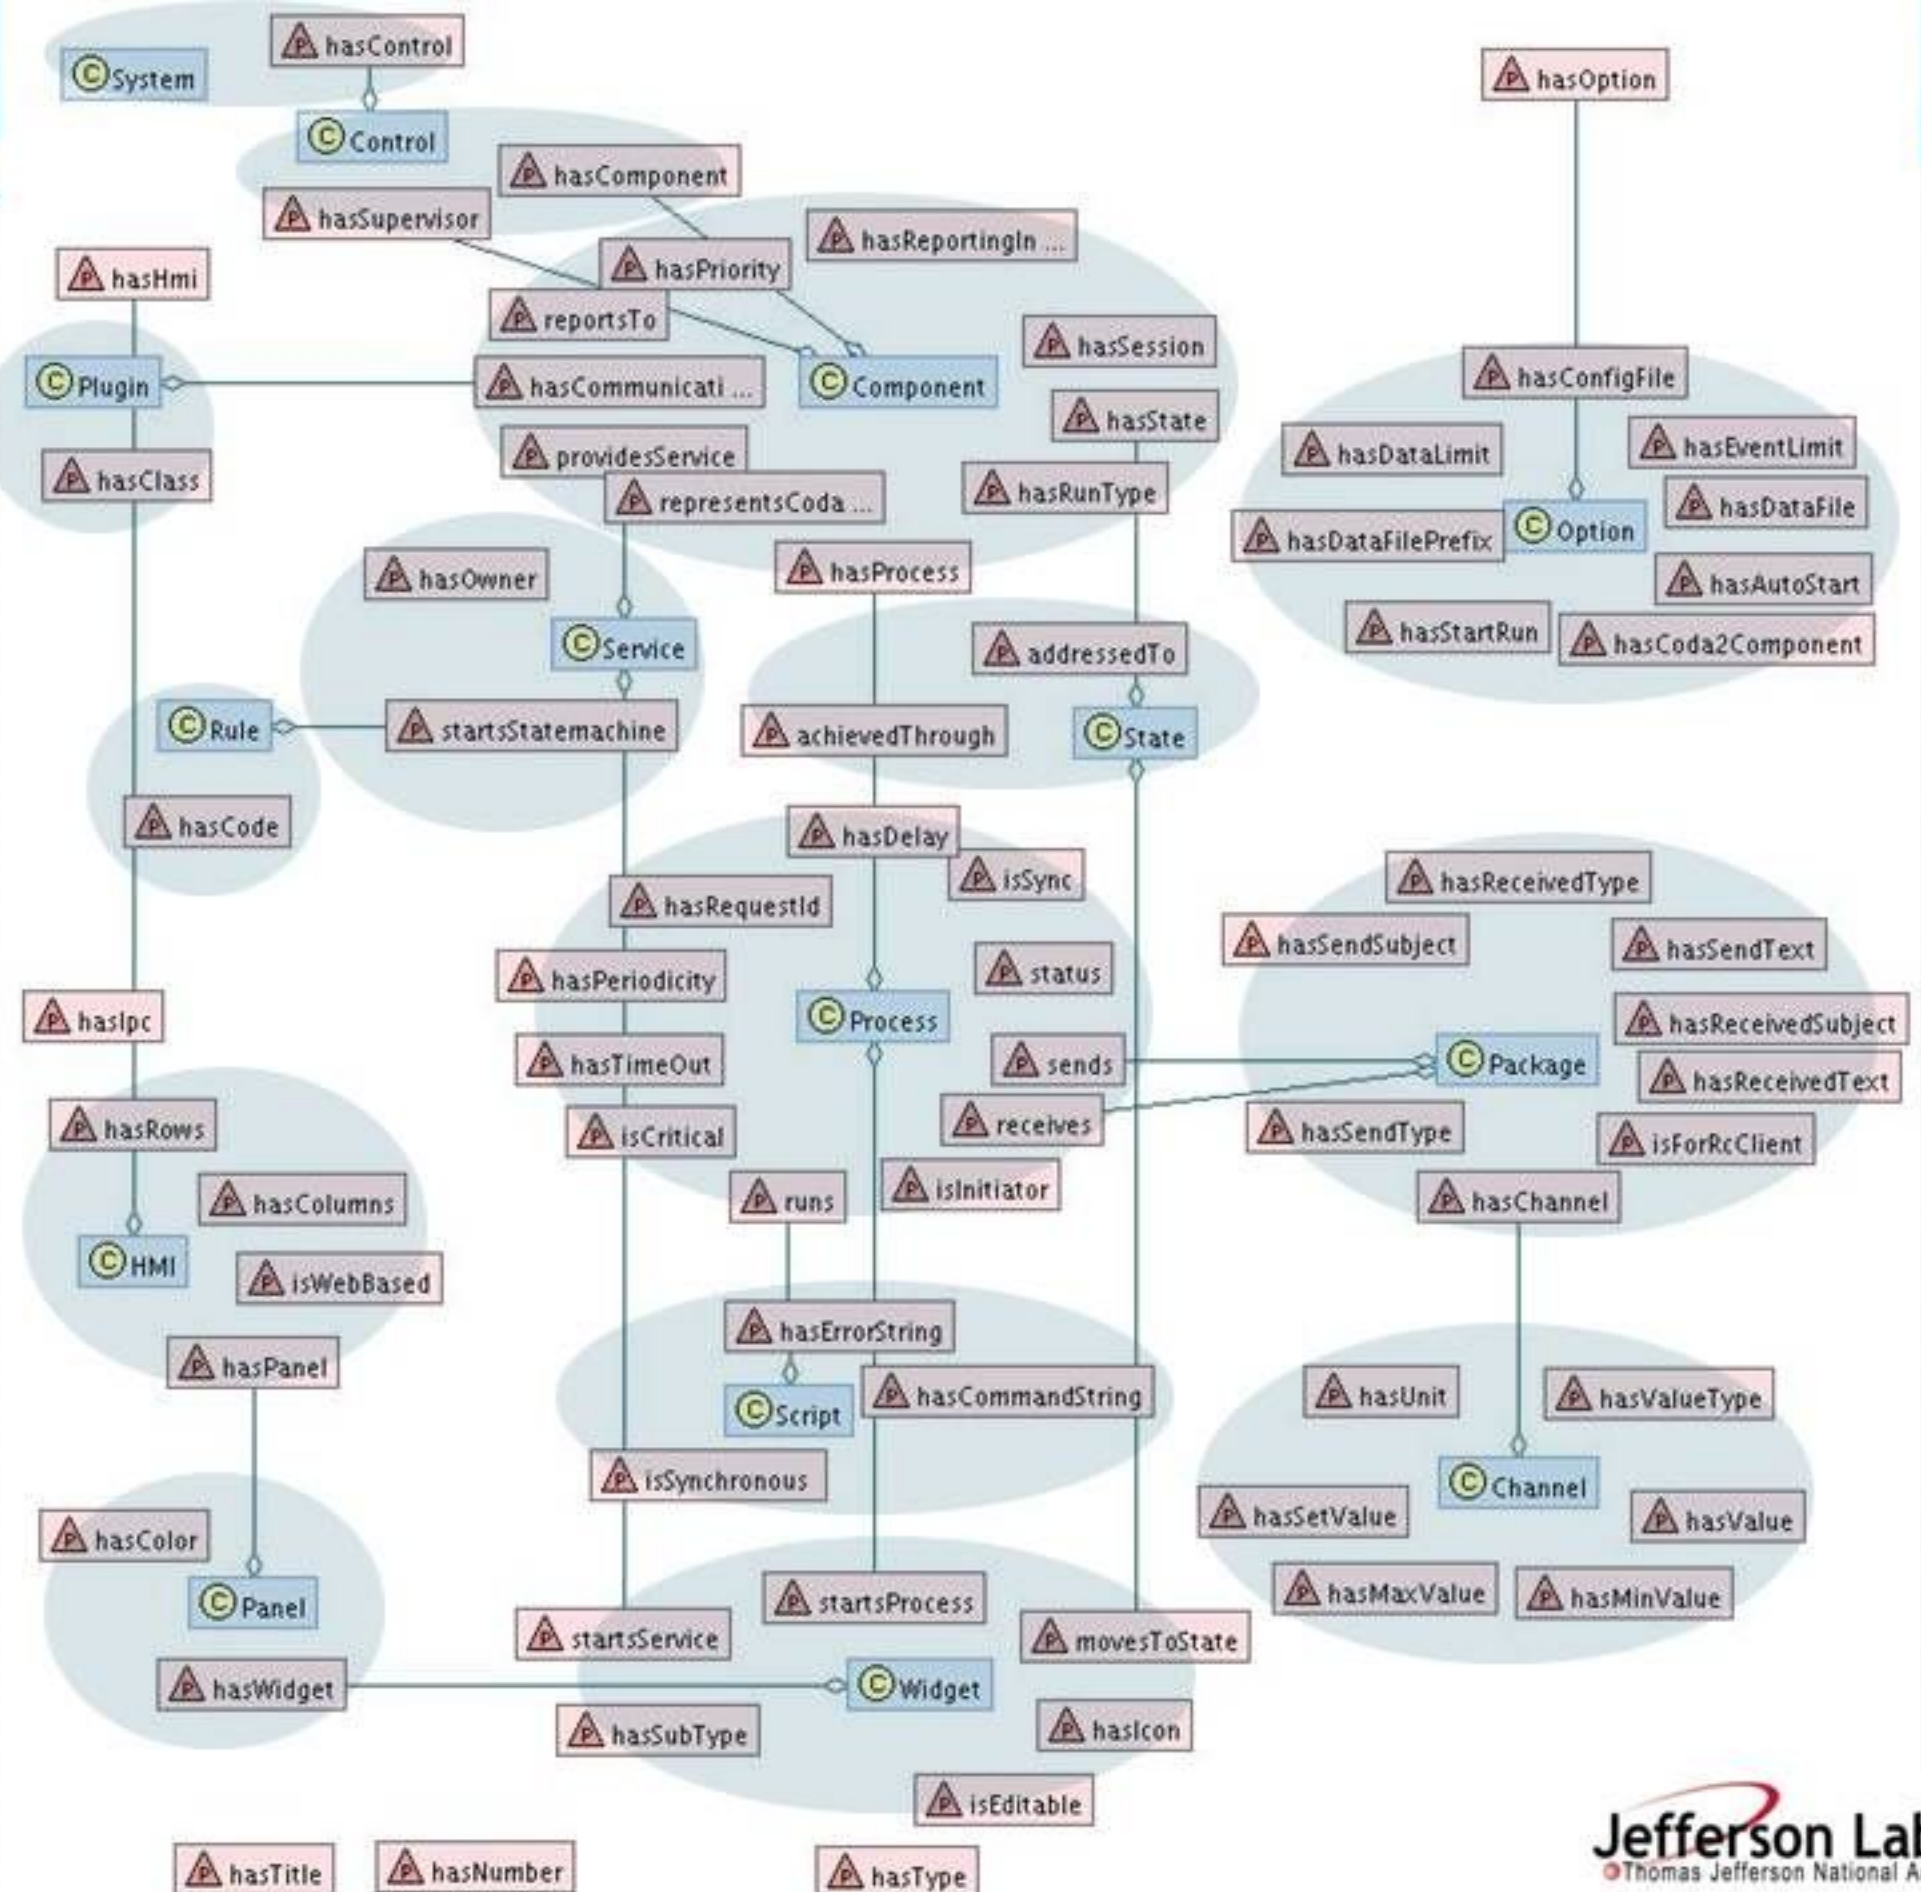 hasControl
System
hasOption
Control
hasComponent
hasSupervisor
hasReportingIn ...
hasPriority
hasHmi
reportsTo
hasSession
Plugin
hasCommunicati ...
Component
hasConfigFile
hasState
hasDataLimit
hasEventLimit
providesService
hasClass
hasRunType
representsCoda ...
hasDataFile
hasDataFilePrefix
Option
hasOwner
hasProcess
hasAutoStart
hasStartRun
hasCoda2Component
Service
addressedTo
Rule
startsStatemachine
achievedThrough
State
hasCode
hasDelay
isSync
hasReceivedType
hasRequestId
hasSendSubject
hasSendText
hasPeriodicity
status
hasIpc
Process
hasReceivedSubject
hasTimeOut
sends
Package
hasReceivedText
hasRows
isCritical
receives
hasSendType
isForRcClient
hasColumns
runs
isInitiator
hasChannel
HMI
isWebBased
hasErrorString
hasPanel
hasCommandString
hasUnit
hasValueType
Script
isSynchronous
Channel
hasSetValue
hasValue
hasColor
Panel
startsProcess
hasMaxValue
hasMinValue
startsService
movesToState
hasWidget
Widget
hasSubType
hasIcon
isEditable
hasTitle
hasNumber
hasType
Jefferson Lab
Thomas Jefferson National A